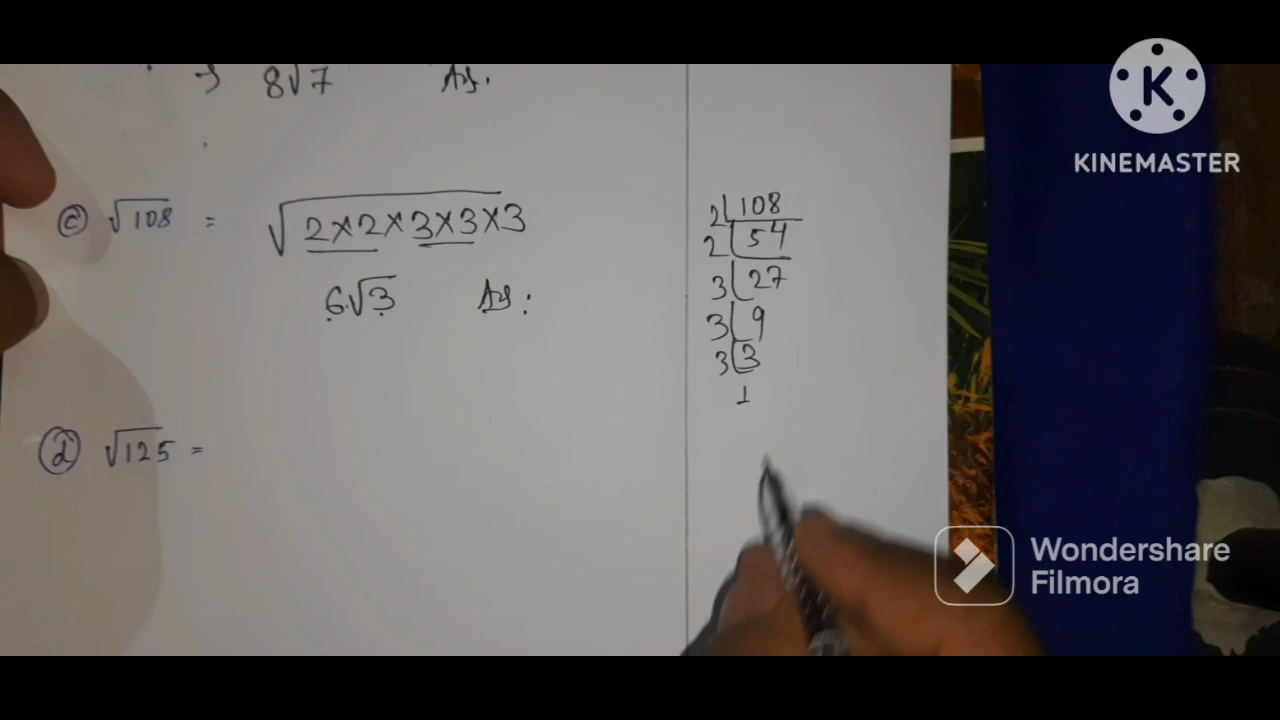 → 8√7 Ans.
ⓒ √108 = √2×2×3×3×3
6√3 Ans:
ⓓ √125 =
2 108
2 54
3 27
3 9
3 3
1
K
KINEMASTER
Wondershare
Filmora